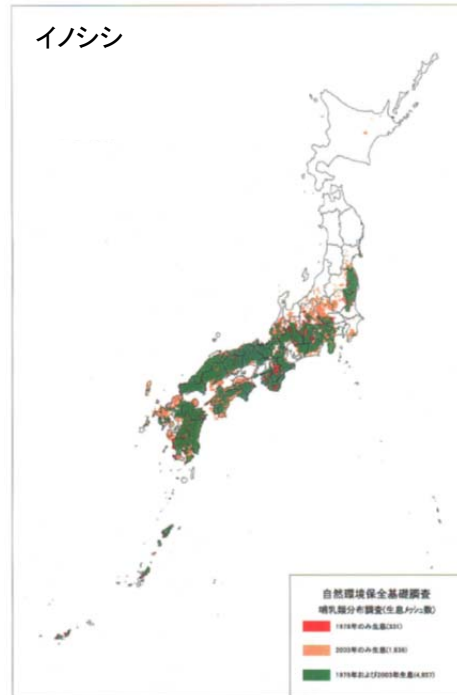 イノシシ
自然環境保全基礎調査
哺乳類分布調査(生息メッシュ数)
1978年のみ生息(331)
2003年のみ生息(1,838)
1978年および2003年生息(4,857)